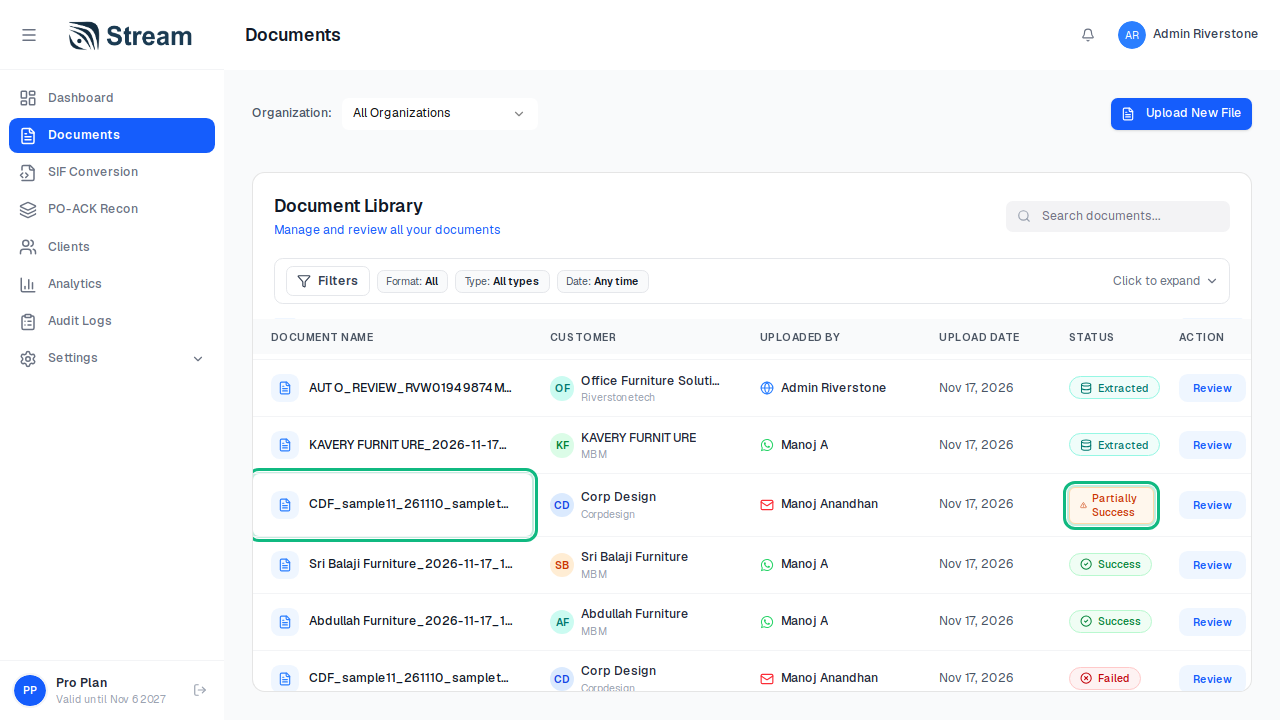 Stream
Documents
AR
Admin Riverstone
Dashboard
Documents
SIF Conversion
PO-ACK Recon
Clients
Analytics
Audit Logs
Settings
PP
Pro Plan
Valid until Nov 6 2027
Organization:
All Organizations
Upload New File
Document Library
Manage and review all your documents
Search documents...
Filters
Format: All
Type: All types
Date: Any time
Click to expand
DOCUMENT NAME CUSTOMER UPLOADED BY UPLOAD DATE STATUS ACTION
AUTO_REVIEW_RVW01949874M... OF Office Furniture Soluti... Admin Riverstone Nov 17, 2026 Extracted Review
Riverstonetech
KAVERY FURNITURE_2026-11-17... KF KAVERY FURNITURE Manoj A Nov 17, 2026 Extracted Review
MBM
CDF_sample11_261110_samplet... CD Corp Design Manoj Anandhan Nov 17, 2026 Partially Success Review
Corpdesign
Sri Balaji Furniture_2026-11-17_1... SB Sri Balaji Furniture Manoj A Nov 17, 2026 Success Review
MBM
Abdullah Furniture_2026-11-17_1... AF Abdullah Furniture Manoj A Nov 17, 2026 Success Review
MBM
CDF_sample11_261110_samplet... CD Corp Design Manoj Anandhan Nov 17, 2026 Failed Review
Corpdesign